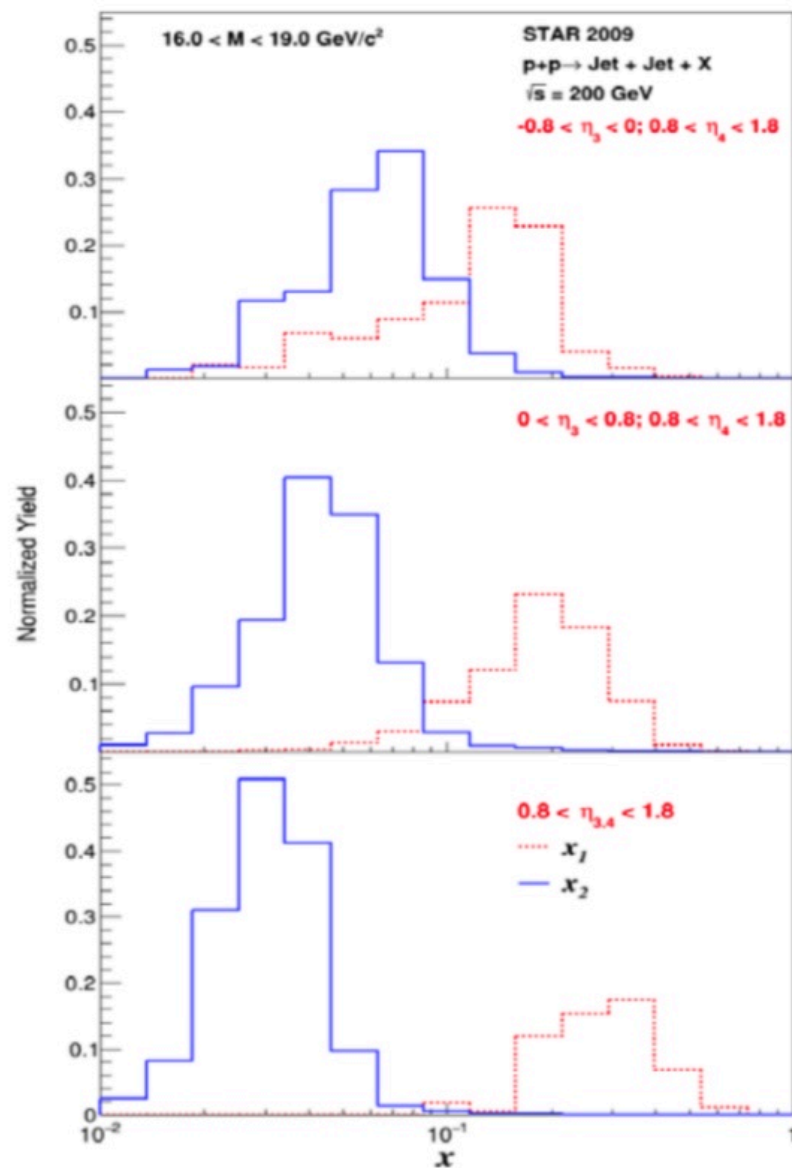 16.0 < M < 19.0 GeV/c²
STAR 2009
p+p→ Jet + Jet + X
√s = 200 GeV
-0.8 < η₃ < 0; 0.8 < η₄ < 1.8
0.5
0.4
0.3
0.2
0.1
0 < η₃ < 0.8; 0.8 < η₄ < 1.8
0.5
0.4
0.3
0.2
0.1
Normalized Yield
0.8 < η₃.₄ < 1.8
x₁
x₂
0.5
0.4
0.3
0.2
0.1
0
10⁻²
10⁻¹
1
x